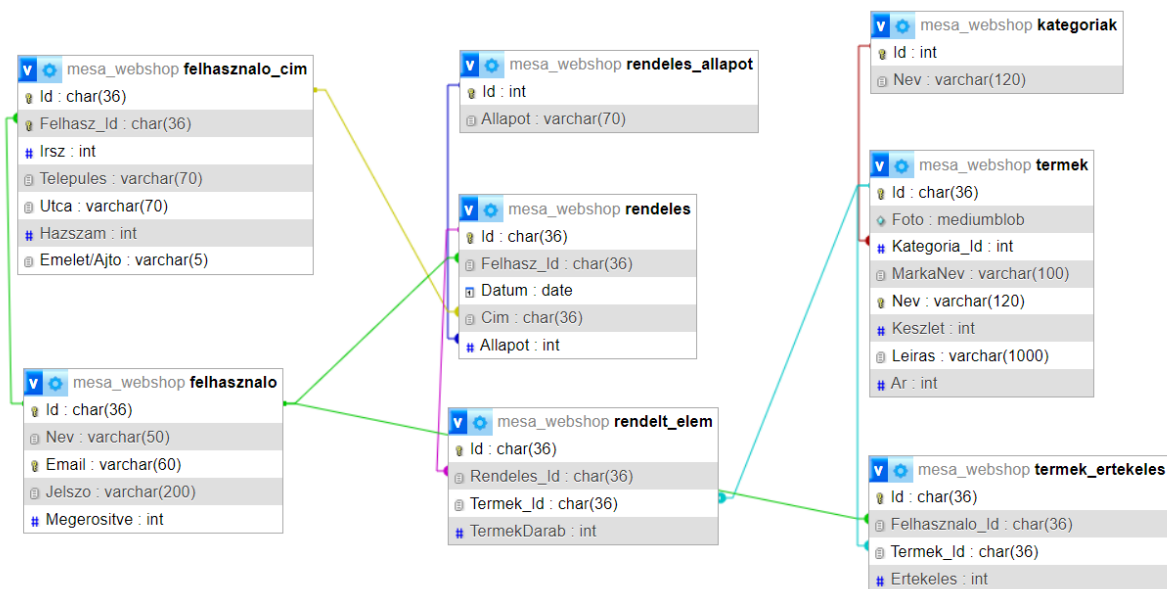 v mesa_webshop felhasznalo_cim
Id : char(36)
Felhasz_Id : char(36)
# Irsz : int
Telepules : varchar(70)
Utca : varchar(70)
# Hazszam : int
Emelet/Ajto : varchar(5)
v mesa_webshop felhasznalo
Id : char(36)
Nev : varchar(50)
Email : varchar(60)
Jelszo : varchar(200)
# Megerositve : int
v mesa_webshop rendeles_allapot
Id : int
Allapot : varchar(70)
v mesa_webshop rendeles
Id : char(36)
Felhasz_Id : char(36)
Datum : date
Cim : char(36)
# Allapot : int
v mesa_webshop rendelt_elem
Id : char(36)
Rendeles_Id : char(36)
Termek_Id : char(36)
# TermekDarab : int
v mesa_webshop kategoriak
Id : int
Nev : varchar(120)
v mesa_webshop termek
Id : char(36)
Foto : mediumblob
# Kategoria_Id : int
MarkaNev : varchar(100)
Nev : varchar(120)
# Keszlet : int
Leiras : varchar(1000)
# Ar : int
v mesa_webshop termek_ertekeles
Id : char(36)
Felhasznalo_Id : char(36)
Termek_Id : char(36)
# Ertekeles : int